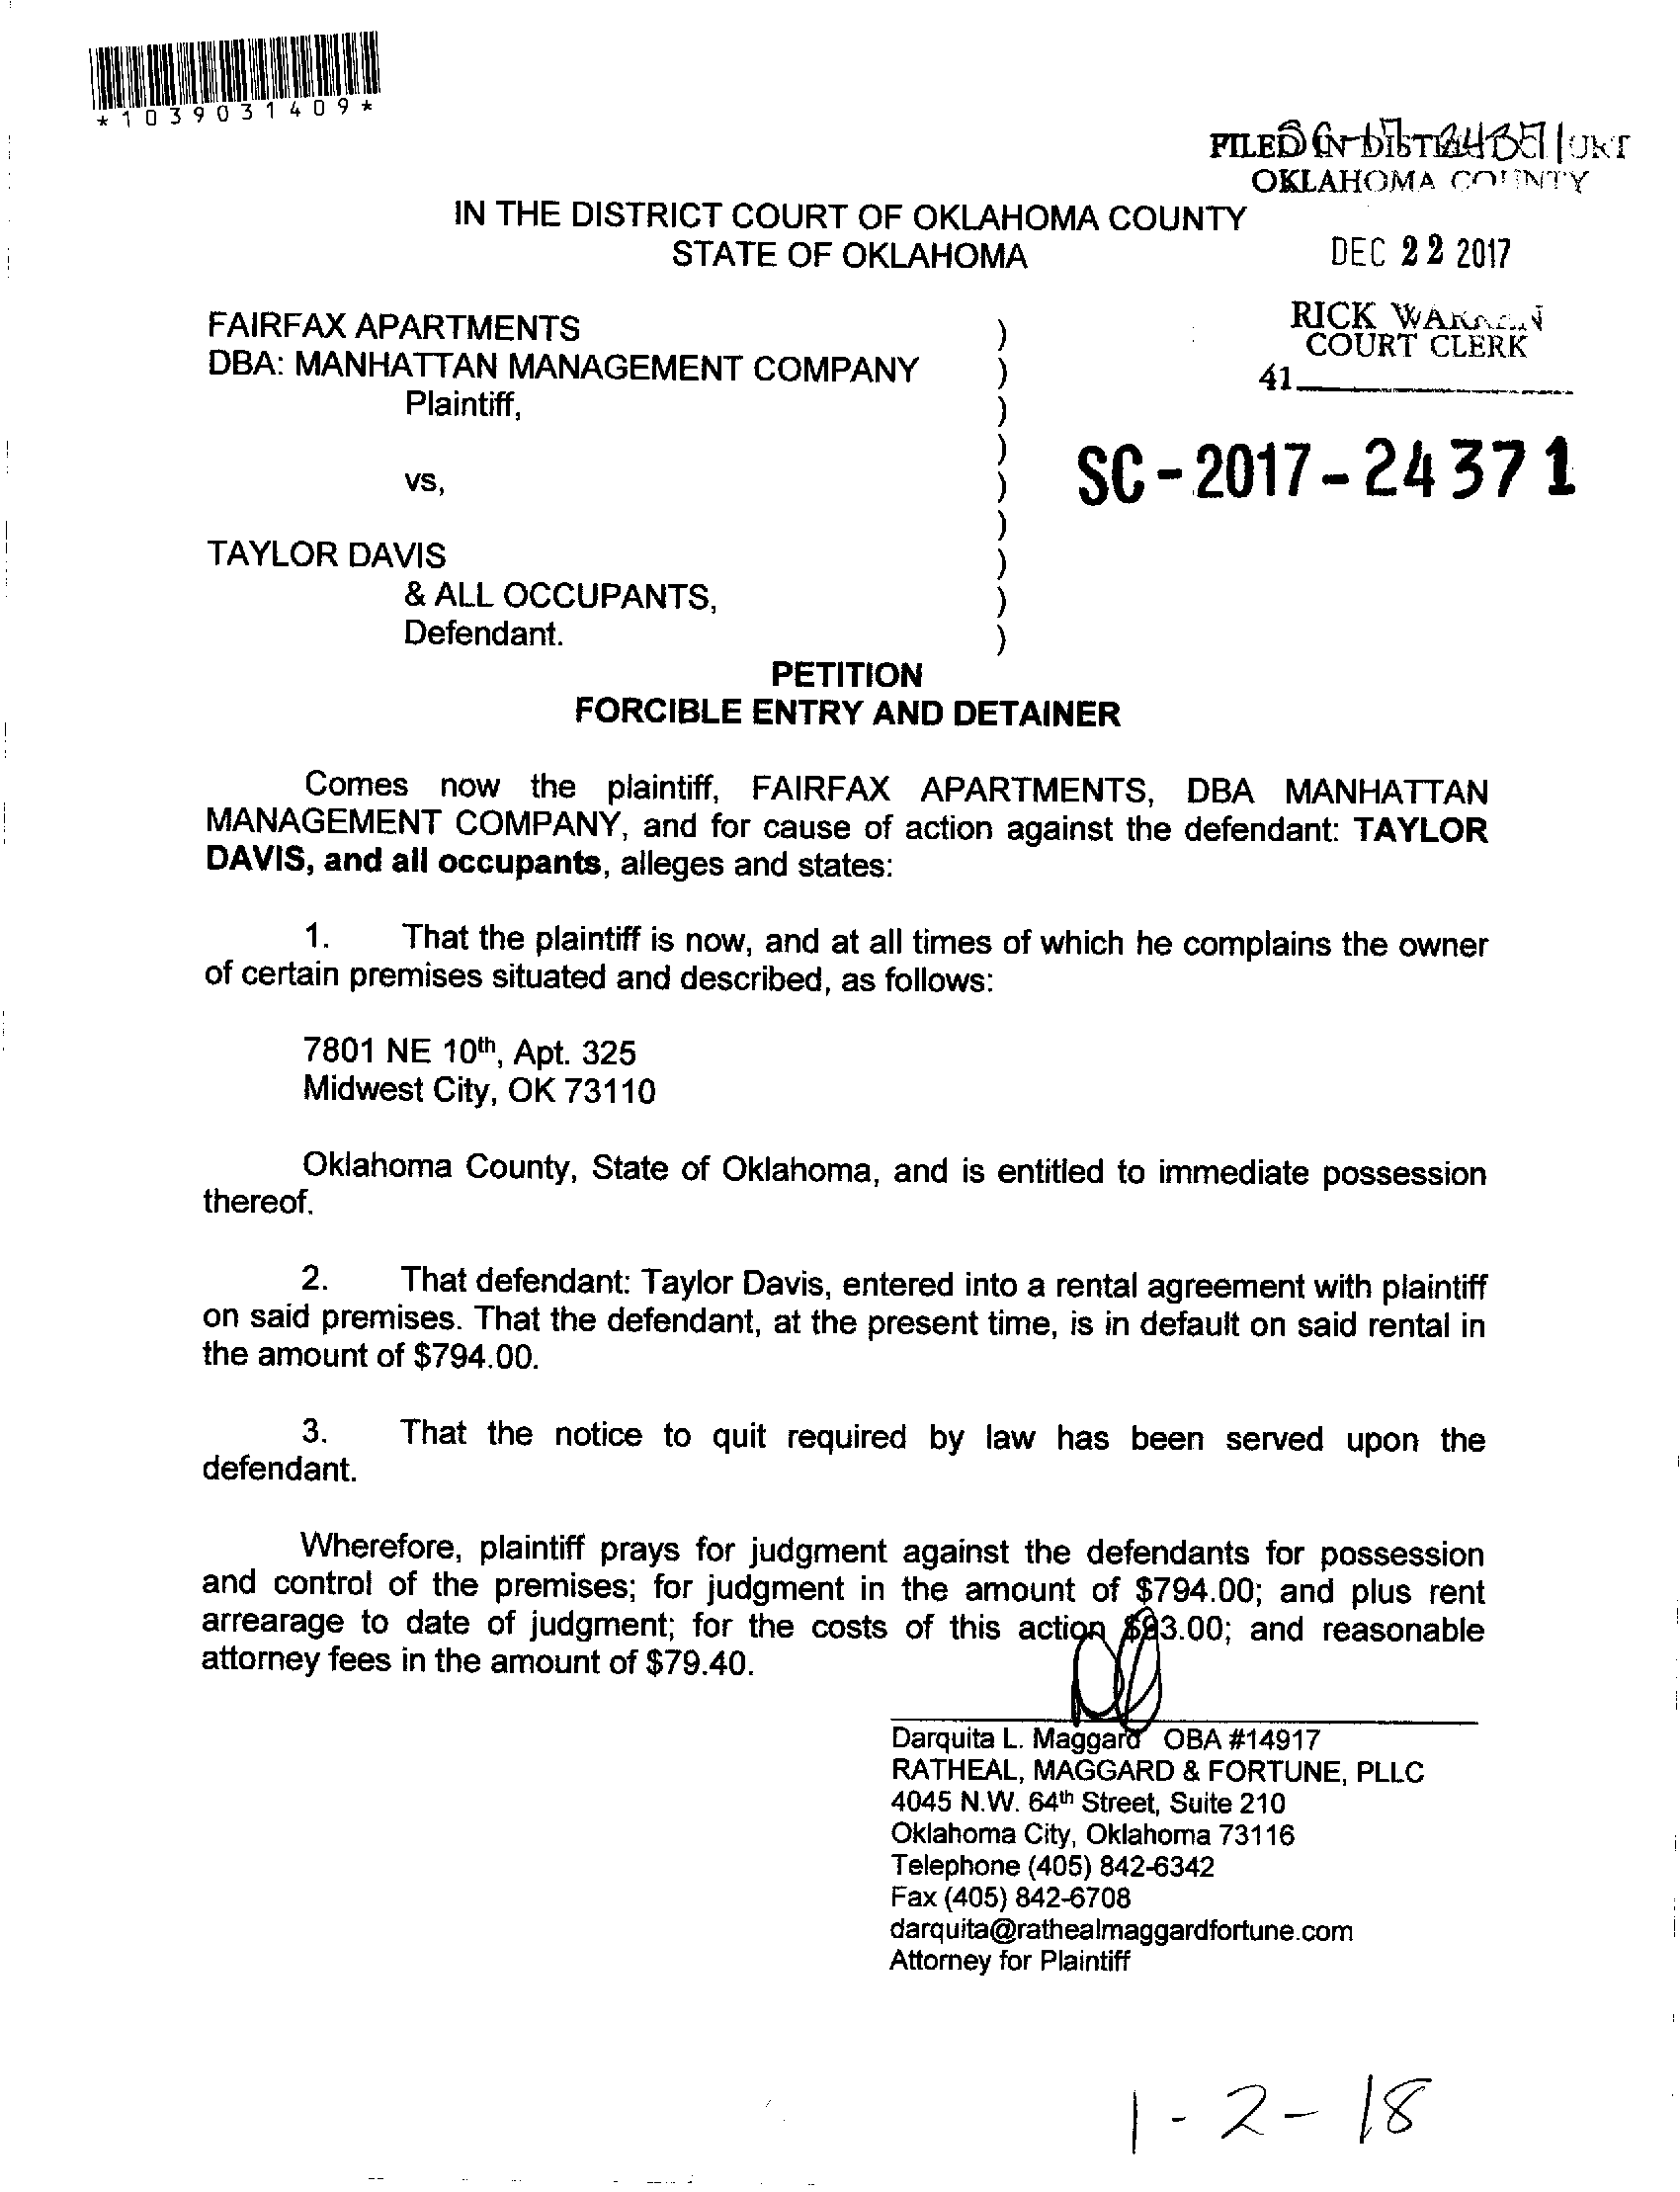 *1039031409*
FILED IN DISTRICT COURT
OKLAHOMA COUNTY
IN THE DISTRICT COURT OF OKLAHOMA COUNTY
STATE OF OKLAHOMA
DEC 22 2017
FAIRFAX APARTMENTS )
RICK WARREN
DBA: MANHATTAN MANAGEMENT COMPANY )
COURT CLERK
Plaintiff, )
41
)
vs, )
SC-2017-24371
)
TAYLOR DAVIS )
& ALL OCCUPANTS, )
Defendant. )
PETITION
FORCIBLE ENTRY AND DETAINER
Comes now the plaintiff, FAIRFAX APARTMENTS, DBA MANHATTAN
MANAGEMENT COMPANY, and for cause of action against the defendant: TAYLOR
DAVIS, and all occupants, alleges and states:
1. That the plaintiff is now, and at all times of which he complains the owner
of certain premises situated and described, as follows:
7801 NE 10th, Apt. 325
Midwest City, OK 73110
Oklahoma County, State of Oklahoma, and is entitled to immediate possession
thereof.
2. That defendant: Taylor Davis, entered into a rental agreement with plaintiff
on said premises. That the defendant, at the present time, is in default on said rental in
the amount of $794.00.
3. That the notice to quit required by law has been served upon the
defendant.
Wherefore, plaintiff prays for judgment against the defendants for possession
and control of the premises; for judgment in the amount of $794.00; and plus rent
arrearage to date of judgment; for the costs of this action $93.00; and reasonable
attorney fees in the amount of $79.40.
Darquita L. Maggard OBA #14917
RATHEAL, MAGGARD & FORTUNE, PLLC
4045 N.W. 64th Street, Suite 210
Oklahoma City, Oklahoma 73116
Telephone (405) 842-6342
Fax (405) 842-6708
darquita@rathealmaggardfortune.com
Attorney for Plaintiff
1-2-18